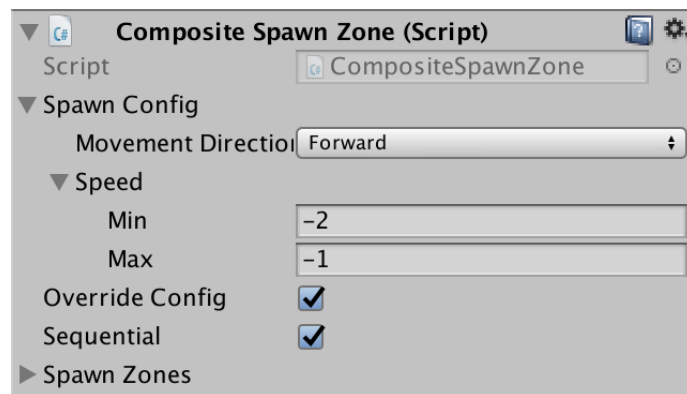 Composite Spawn Zone (Script)
Script CompositeSpawnZone
Spawn Config
Movement Direction Forward
Speed
Min -2
Max -1
Override Config
Sequential
Spawn Zones